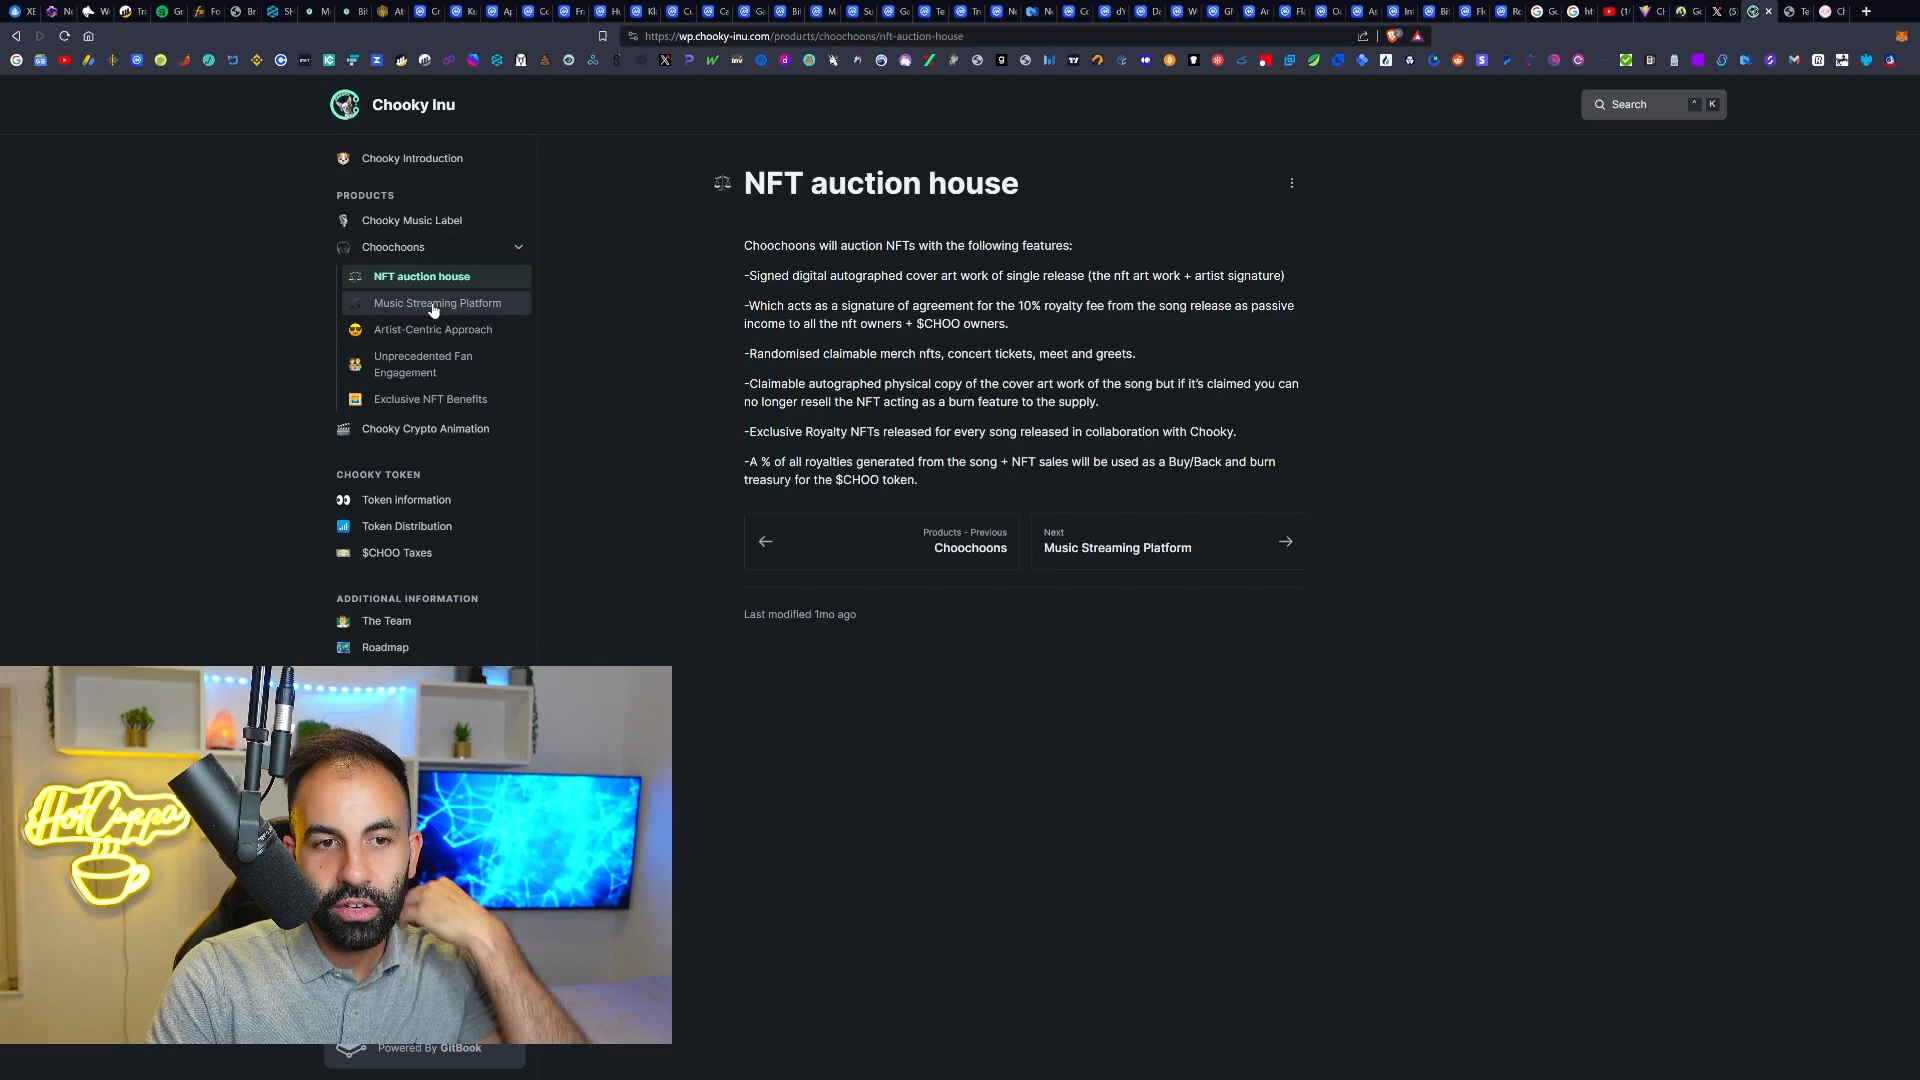 https://wp.chooky-inu.com/products/choochoons/nft-auction-house
Chooky Inu
Search
^ K
Chooky Introduction
PRODUCTS
Chooky Music Label
Choochoons
NFT auction house
Music Streaming Platform
Artist-Centric Approach
Unprecedented Fan
Engagement
Exclusive NFT Benefits
Chooky Crypto Animation
CHOOKY TOKEN
Token information
Token Distribution
$CHOO Taxes
ADDITIONAL INFORMATION
The Team
Roadmap
NFT auction house
Choochoons will auction NFTs with the following features:
-Signed digital autographed cover art work of single release (the nft art work + artist signature)
-Which acts as a signature of agreement for the 10% royalty fee from the song release as passive
income to all the nft owners + $CHOO owners.
-Randomised claimable merch nfts, concert tickets, meet and greets.
-Claimable autographed physical copy of the cover art work of the song but if it's claimed you can
no longer resell the NFT acting as a burn feature to the supply.
-Exclusive Royalty NFTs released for every song released in collaboration with Chooky.
-A % of all royalties generated from the song + NFT sales will be used as a Buy/Back and burn
treasury for the $CHOO token.
Products - Previous
Choochoons
Next
Music Streaming Platform
Last modified 1mo ago
HotCuppa
Powered By GitBook